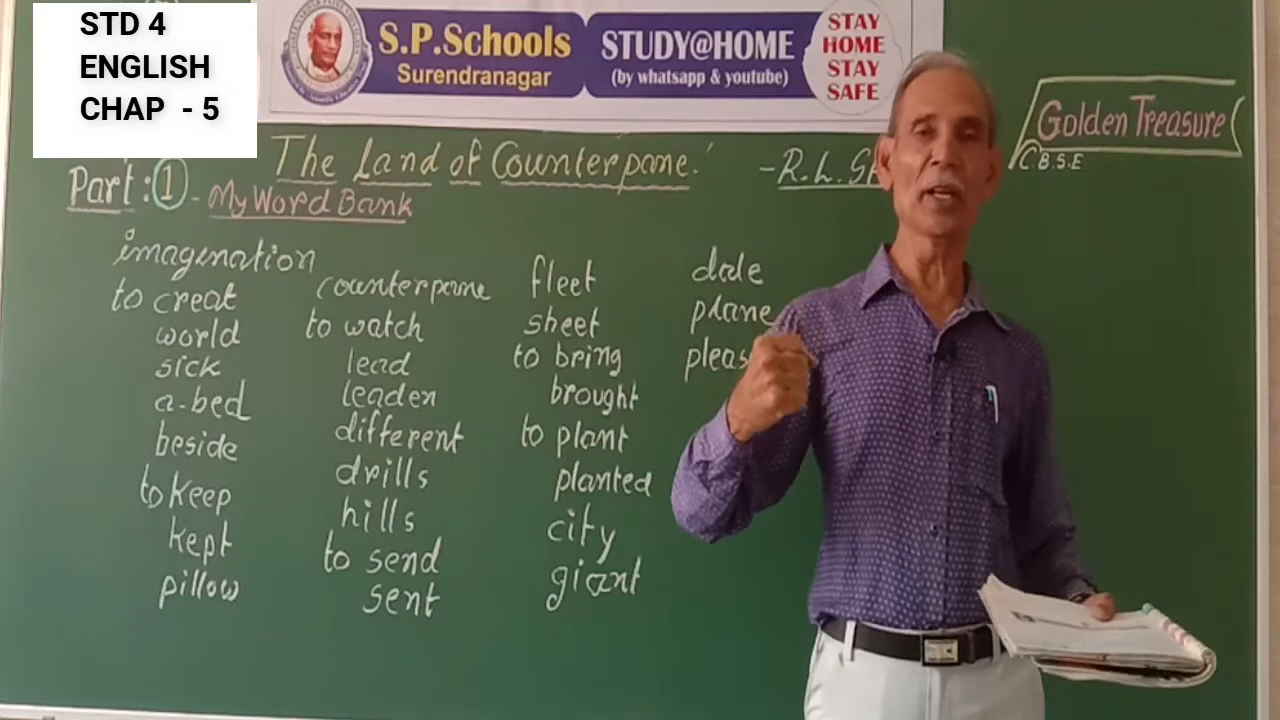 STD 4
ENGLISH
CHAP - 5
S.P.Schools
Surendranagar
STUDY@HOME
(by whatsapp & youtube)
STAY
HOME
STAY
SAFE
Golden Treasure
C.B.S.E
The Land of Counterpane.'
- R. L.
Part: 1 - My Word Bank
imagenation
to creat
world
sick
a-bed
beside
to keep
kept
pillow
counterpane
to watch
lead
leader
different
drills
hills
to send
sent
fleet
sheet
to bring
brought
to plant
planted
city
giant
dale
plane